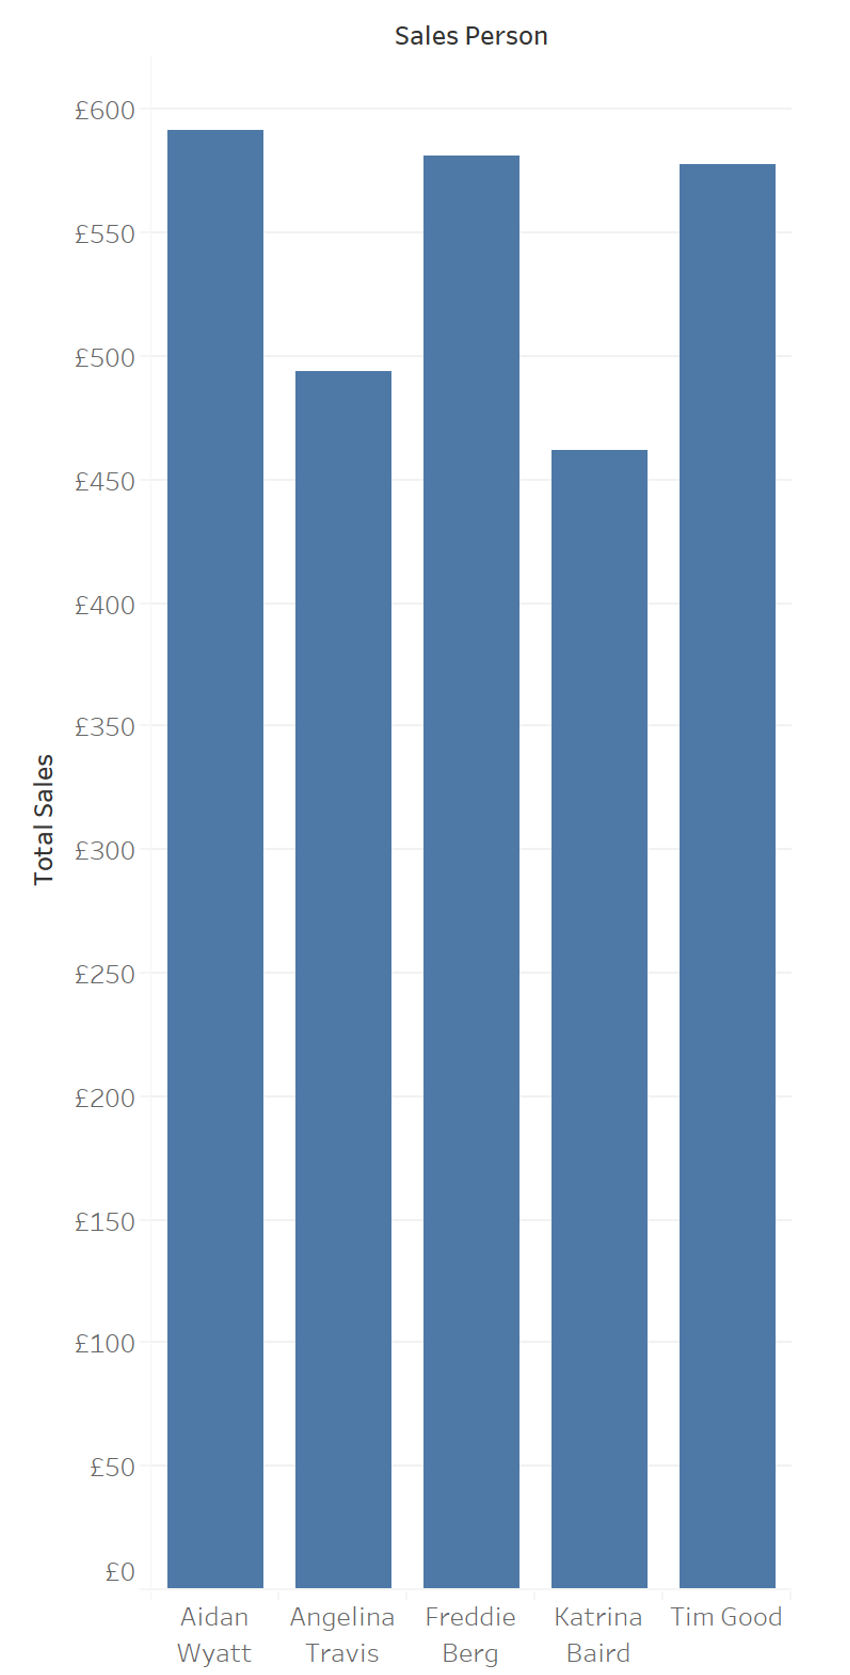 Sales Person
£600
£550
£500
£450
£400
£350
£300
£250
£200
£150
£100
£50
£0
Total Sales
Aidan
Wyatt
Angelina
Travis
Freddie
Berg
Katrina
Baird
Tim Good